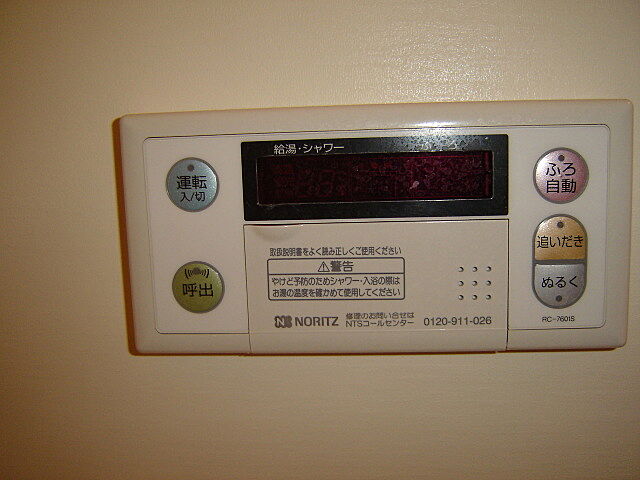 給湯・シャワー
運転
入/切
呼出
取扱説明書をよく読み正しくご使用ください
⚠警告
やけど予防のためシャワー・入浴の際は
お湯の温度を確かめて使用してください
NORITZ
修理のお問い合せは
NTSコールセンター
0120-911-026
ふろ
自動
追いだき
ぬるく
RC-7601S